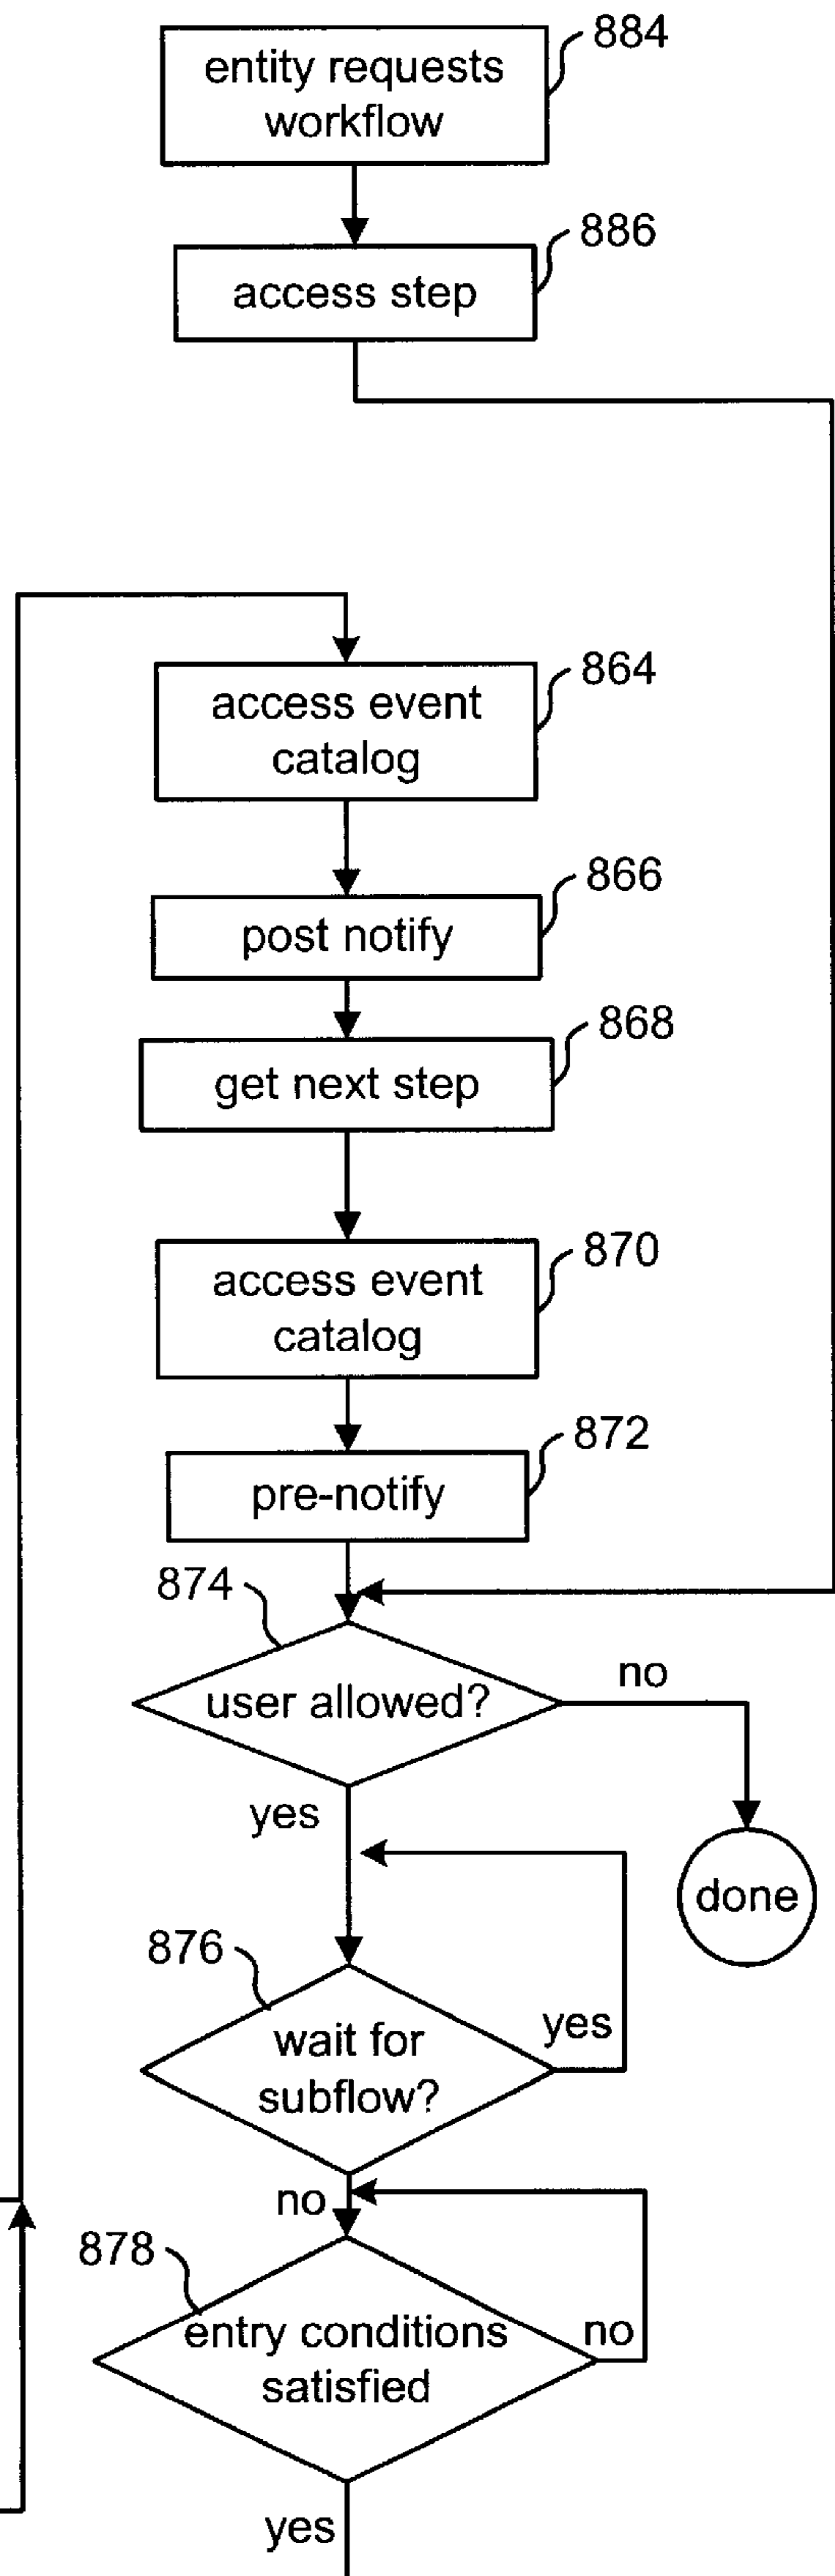 884
entity requests
workflow
886
access step
864
access event
catalog
866
post notify
868
get next step
870
access event
catalog
872
pre-notify
874
user allowed?
no
yes
done
876
wait for
subflow?
yes
no
878
entry conditions
satisfied
no
yes